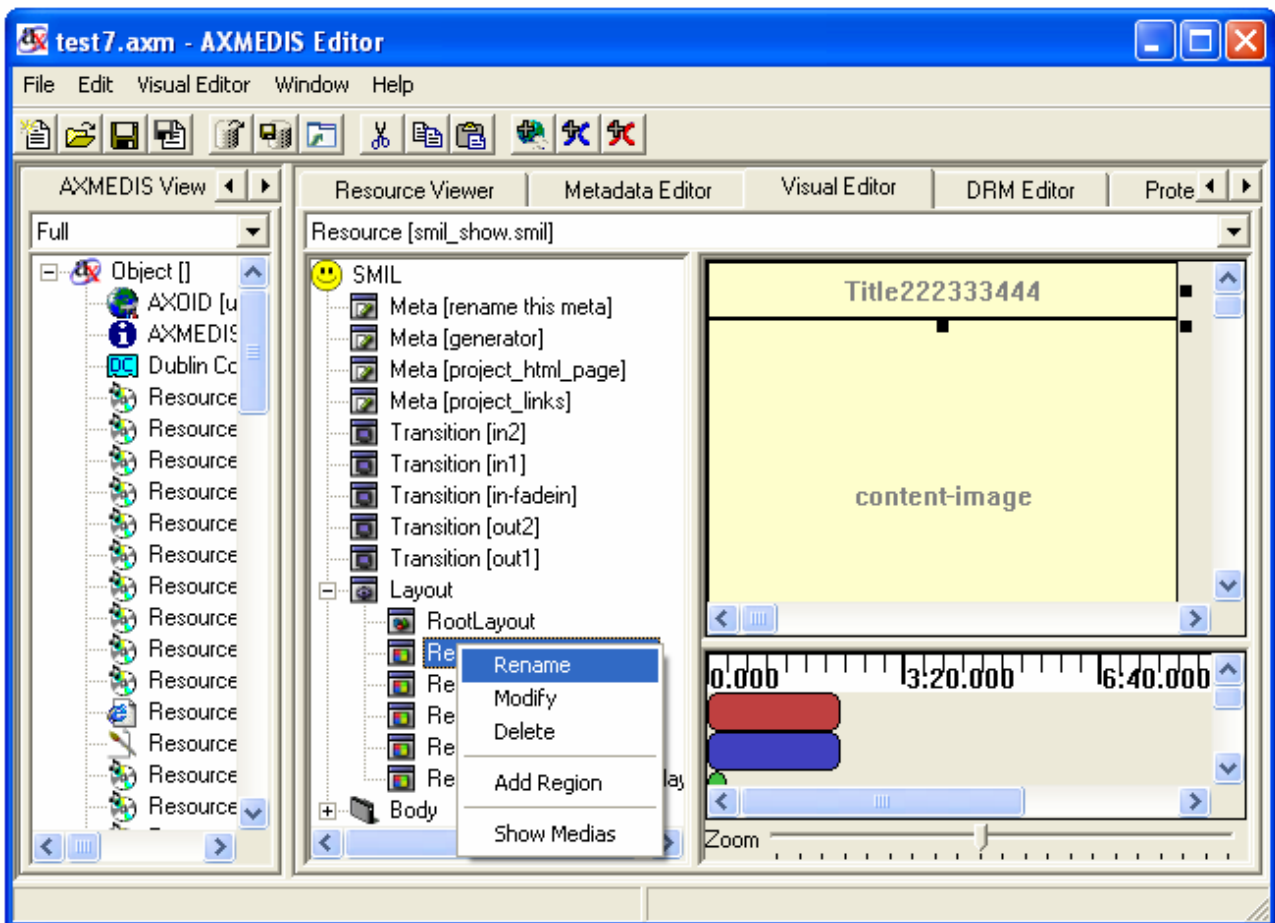 test7.axm - AXMEDIS Editor
File Edit Visual Editor Window Help
AXMEDIS View
Resource Viewer Metadata Editor Visual Editor DRM Editor Prote
Full
Resource [smil_show.smil]
Object []
AXOID [u
AXMEDIS
DC Dublin Co
Resource
Resource
Resource
Resource
Resource
Resource
Resource
Resource
Resource
Resource
Resource
Resource
Resource
Resource
SMIL
Meta [rename this meta]
Meta [generator]
Meta [project_html_page]
Meta [project_links]
Transition [in2]
Transition [in1]
Transition [in-fadein]
Transition [out2]
Transition [out1]
Layout
RootLayout
Re
Re
Re
Re
Re
Body
Rename
Modify
Delete
Add Region
Show Medias
Title222333444
content-image
0.000 3:20.000 6:40.000
Zoom